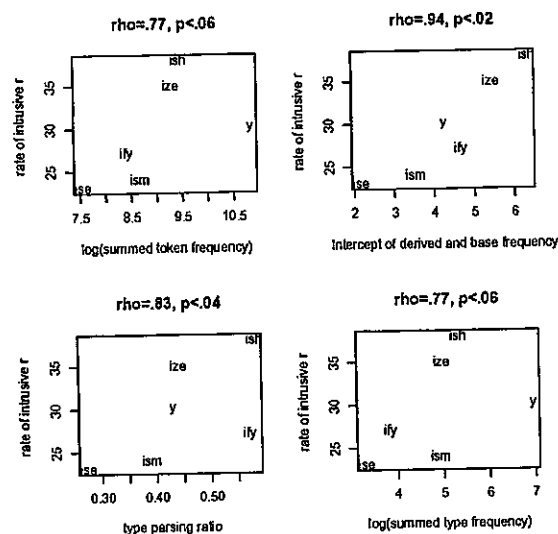 rho=.77, p<.06
rate of intrusive r
35
30
25
ish
ize
y
ify
ism
se
7.5 8.5 9.5 10.5
log(summed token frequency)
rho=.94, p<.02
rate of intrusive r
35
30
25
ish
ize
y
ify
ism
se
2 3 4 5 6
Intercept of derived and base frequency
rho=.83, p<.04
rate of intrusive r
35
30
25
ish
ize
y
ify
ism
se
0.30 0.40 0.50
type parsing ratio
rho=.77, p<.06
rate of intrusive r
35
30
25
ish
ize
y
ify
ism
se
4 5 6 7
log(summed type frequency)